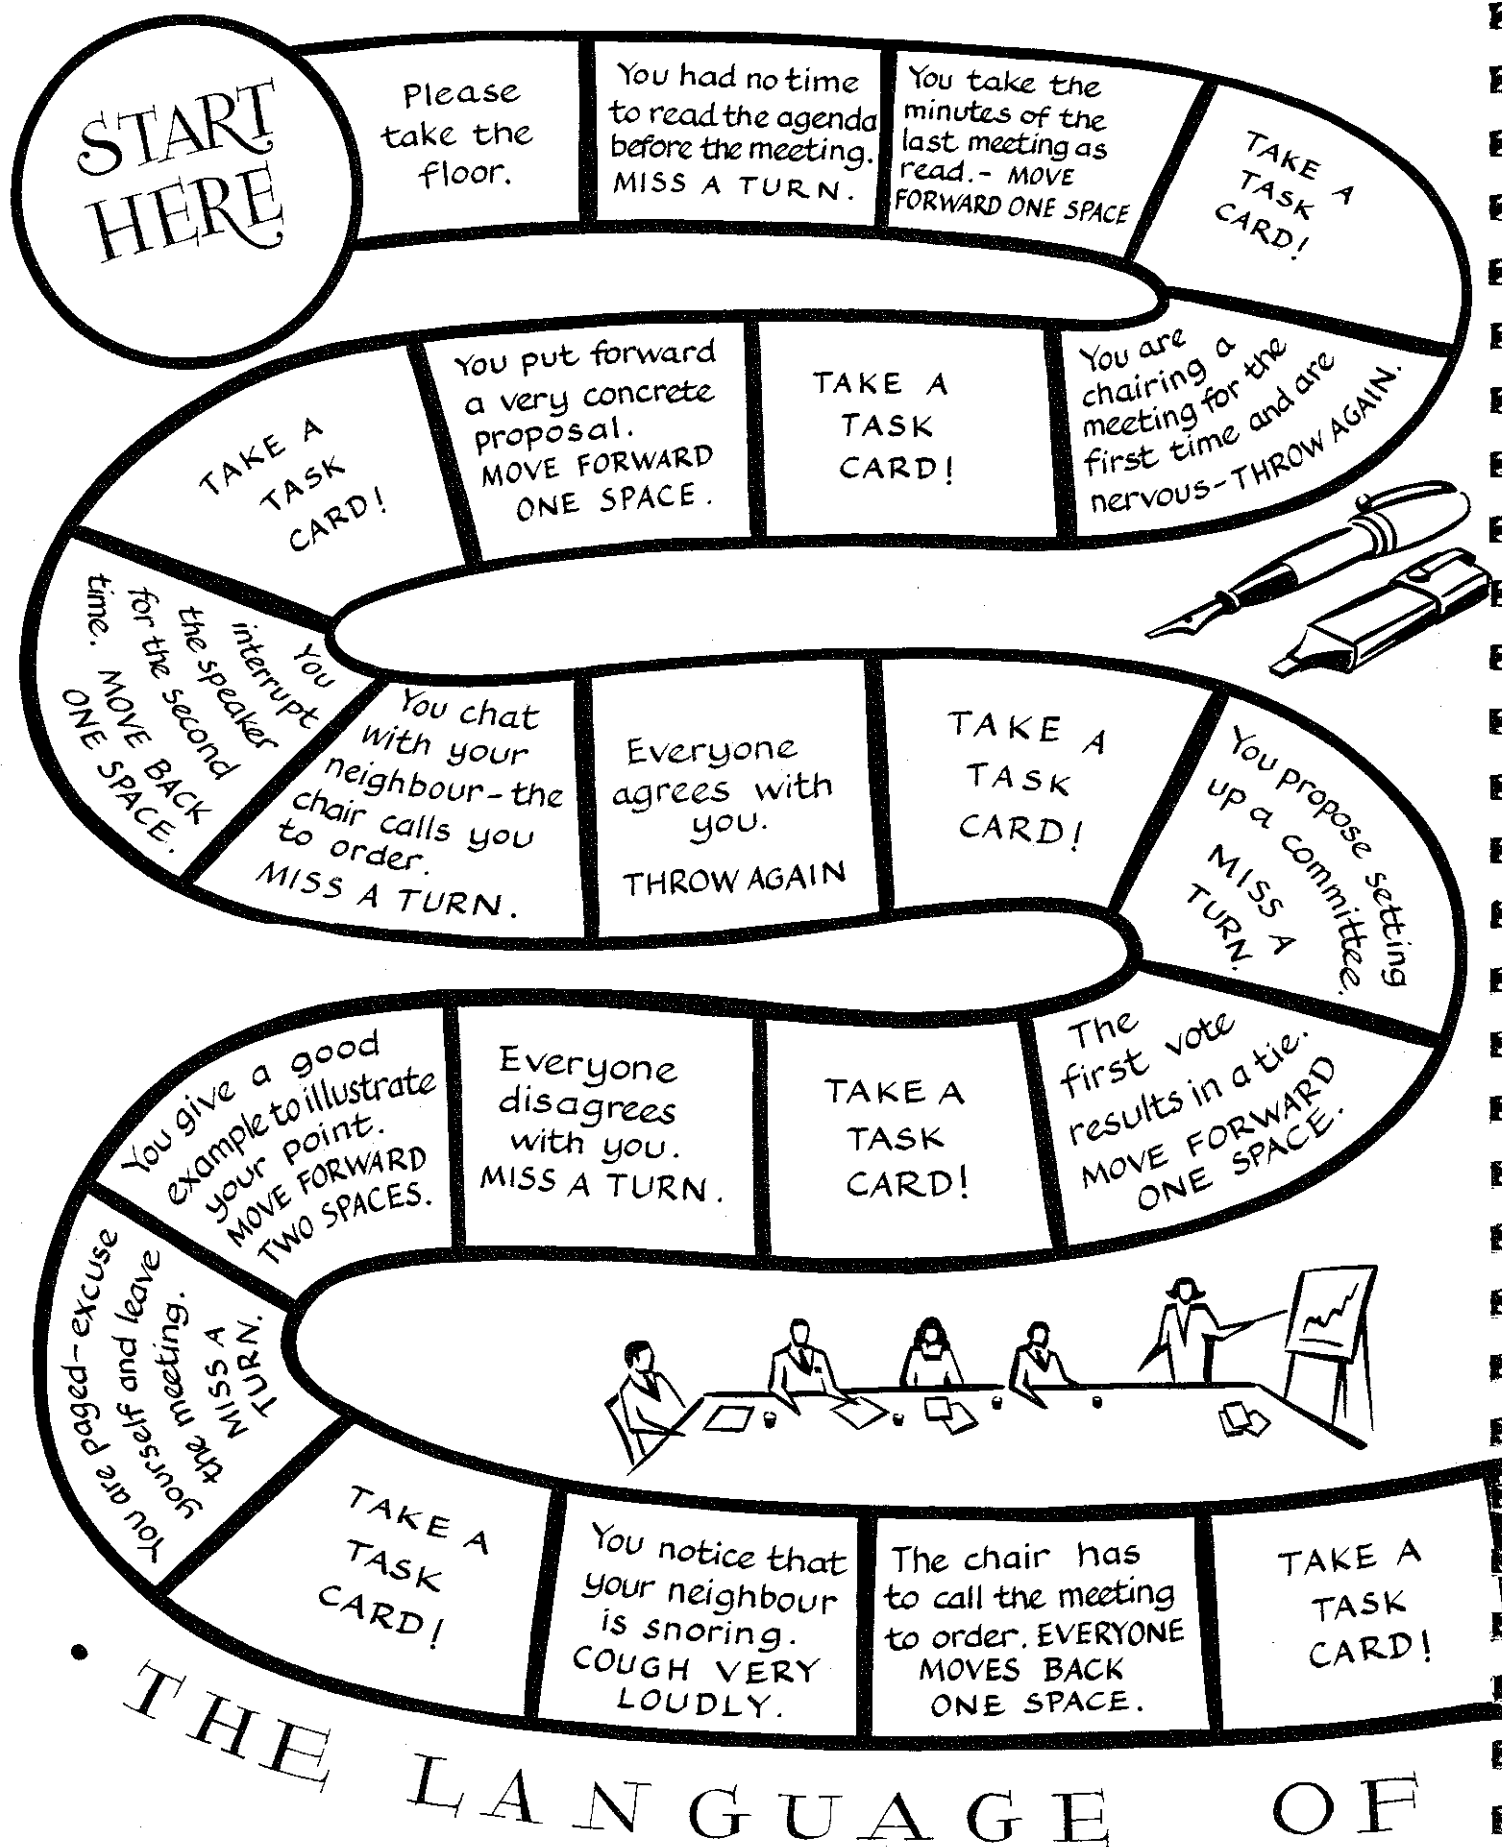 START
HERE
Please
take the
floor.
You had no time
to read the agenda
before the meeting.
MISS A TURN.
You take the
minutes of the
last meeting as
read.- MOVE
FORWARD ONE SPACE
TAKE A
TASK
CARD!
You are
chairing a
meeting for the
first time and are
nervous-THROW AGAIN.
TAKE A
TASK
CARD!
You put forward
a very concrete
proposal.
MOVE FORWARD
ONE SPACE.
TAKE A
TASK
CARD!
You
interrupt
the speaker
for the second
time. MOVE BACK
ONE SPACE.
You chat
with your
neighbour-the
chair calls you
to order.
MISS A TURN.
Everyone
agrees with
you.
THROW AGAIN
TAKE A
TASK
CARD!
You propose setting
up a committee.
MISS A
TURN.
The
first vote
results in a tie.
MOVE FORWARD
ONE SPACE.
TAKE A
TASK
CARD!
Everyone
disagrees
with you.
MISS A TURN.
You give a good
example to illustrate
your point.
MOVE FORWARD
TWO SPACES.
You are paged-excuse
yourself and leave
the meeting.
MISS A
TURN.
TAKE A
TASK
CARD!
You notice that
your neighbour
is snoring.
COUGH VERY
LOUDLY.
The chair has
to call the meeting
to order. EVERYONE
MOVES BACK
ONE SPACE.
TAKE A
TASK
CARD!
• THE LANGUAGE OF